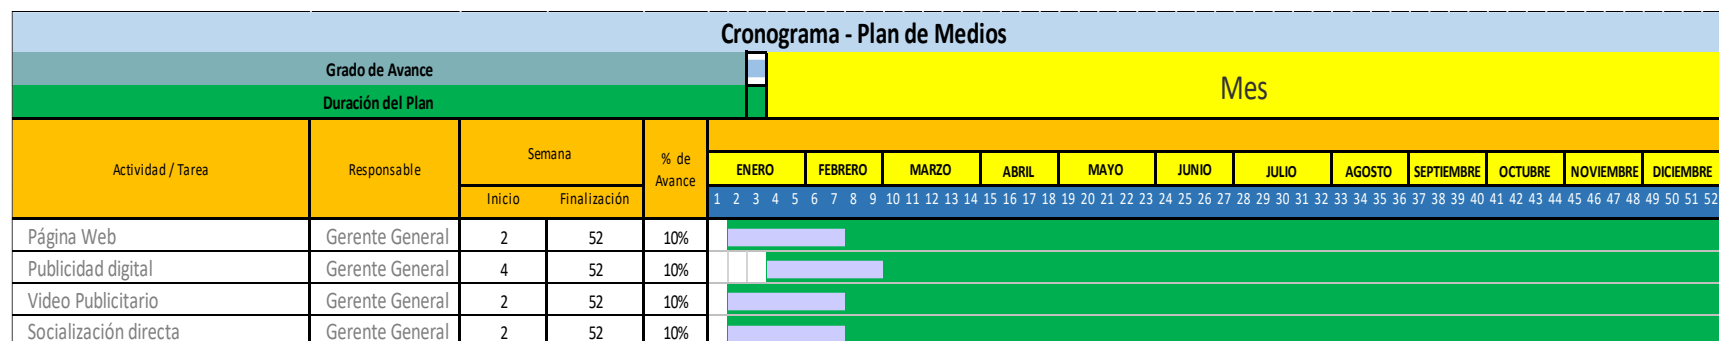 Cronograma - Plan de Medios
Grado de Avance
Duración del Plan
Mes
Actividad / Tarea
Responsable
Semana
% de
Avance
Inicio
Finalización
ENERO FEBRERO MARZO ABRIL MAYO JUNIO JULIO AGOSTO SEPTIEMBRE OCTUBRE NOVIEMBRE DICIEMBRE
1 2 3 4 5 6 7 8 9 10 11 12 13 14 15 16 17 18 19 20 21 22 23 24 25 26 27 28 29 30 31 32 33 34 35 36 37 38 39 40 41 42 43 44 45 46 47 48 49 50 51 52
Página Web Gerente General 2 52 10%
Publicidad digital Gerente General 4 52 10%
Video Publicitario Gerente General 2 52 10%
Socialización directa Gerente General 2 52 10%